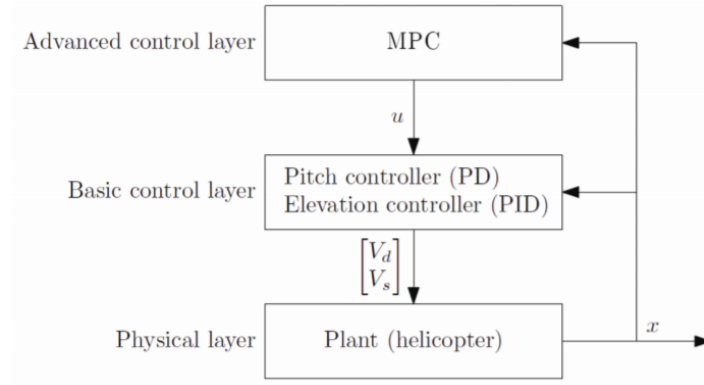 Advanced control layer
MPC
u
Basic control layer
Pitch controller (PD)
Elevation controller (PID)
[V_d
V_s]
Physical layer
Plant (helicopter)
x